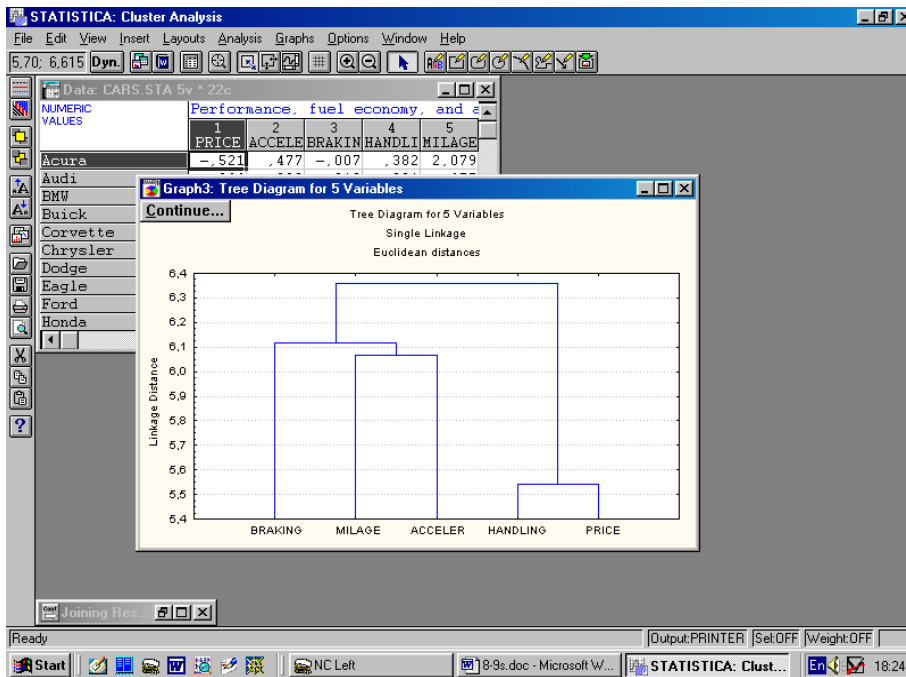 STATISTICA: Cluster Analysis
File Edit View Insert Layouts Analysis Graphs Options Window Help
5,70; 6,615 Dyn.
Data: CARS.STA 5v * 22c
NUMERIC VALUES
Performance, fuel economy, and a
1 2 3 4 5
PRICE ACCELE BRAKIN HANDLI MILAGE
Acura -,521 ,477 -,007 ,382 2,079
Audi
BMW
Buick
Corvette
Chrysler
Dodge
Eagle
Ford
Honda
Graph3: Tree Diagram for 5 Variables
Continue...
Tree Diagram for 5 Variables
Single Linkage
Euclidean distances
Linkage Distance
6,4
6,3
6,2
6,1
6,0
5,9
5,8
5,7
5,6
5,5
5,4
BRAKING MILAGE ACCELER HANDLING PRICE
Joining Res...
Ready Output:PRINTER Sel:OFF Weight:OFF
Start NC Left 8-9s.doc - Microsoft W... STATISTICA: Clust... En 18:24